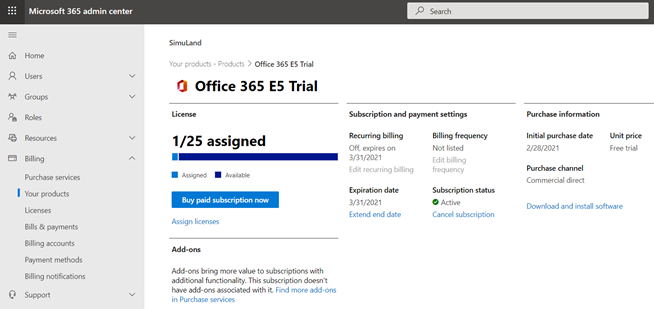 Microsoft 365 admin center
Search
Home
Users
Groups
Roles
Resources
Billing
Purchase services
Your products
Licenses
Bills & payments
Billing accounts
Payment methods
Billing notifications
Support
SimuLand
Your products - Products > Office 365 E5 Trial
Office 365 E5 Trial
License
1/25 assigned
Assigned Available
Buy paid subscription now
Assign licenses
Add-ons
Add-ons bring more value to subscriptions with
additional functionality. This subscription doesn't
have add-ons associated with it. Find more add-ons
in Purchase services
Subscription and payment settings
Recurring billing
Off, expires on
3/31/2021
Edit recurring billing
Billing frequency
Not listed
Edit billing
frequency
Expiration date
3/31/2021
Extend end date
Subscription status
Active
Cancel subscription
Purchase information
Initial purchase date
2/28/2021
Unit price
Free trial
Purchase channel
Commercial direct
Download and install software